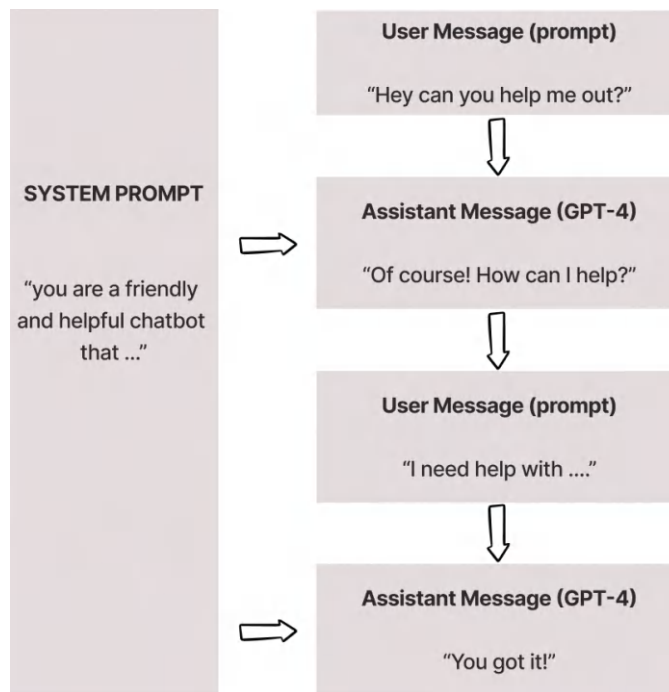 SYSTEM PROMPT
“you are a friendly
and helpful chatbot
that ...”
User Message (prompt)
“Hey can you help me out?”
Assistant Message (GPT-4)
“Of course! How can I help?”
User Message (prompt)
“I need help with ....”
Assistant Message (GPT-4)
“You got it!”